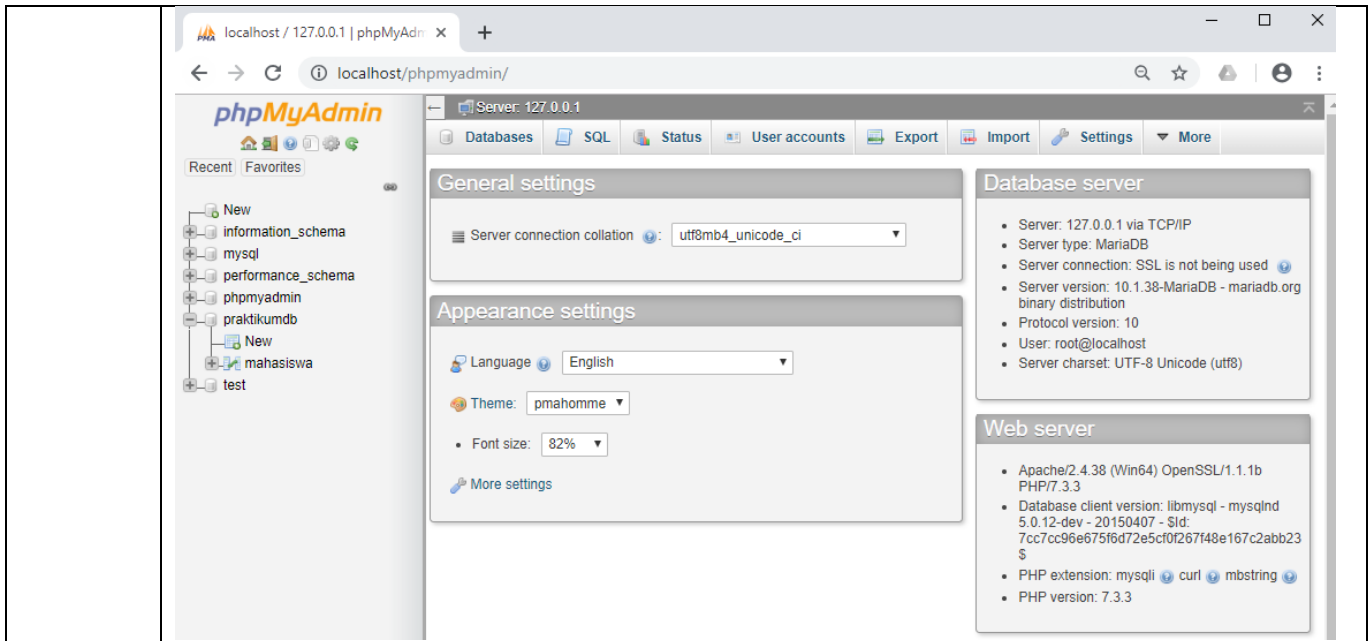 localhost / 127.0.0.1 | phpMyAdm
localhost/phpmyadmin/
phpMyAdmin
Recent Favorites
New
information_schema
mysql
performance_schema
phpmyadmin
praktikumdb
New
mahasiswa
test
Server: 127.0.0.1
Databases SQL Status User accounts Export Import Settings More
General settings
Server connection collation : utf8mb4_unicode_ci
Appearance settings
Language English
Theme: pmahomme
• Font size: 82%
More settings
Database server
• Server: 127.0.0.1 via TCP/IP
• Server type: MariaDB
• Server connection: SSL is not being used
• Server version: 10.1.38-MariaDB - mariadb.org
binary distribution
• Protocol version: 10
• User: root@localhost
• Server charset: UTF-8 Unicode (utf8)
Web server
• Apache/2.4.38 (Win64) OpenSSL/1.1.1b
PHP/7.3.3
• Database client version: libmysql - mysqlnd
5.0.12-dev - 20150407 - $Id:
7cc7cc96e675f6d72e5cf0f267f48e167c2abb23
$
• PHP extension: mysqli curl mbstring
• PHP version: 7.3.3